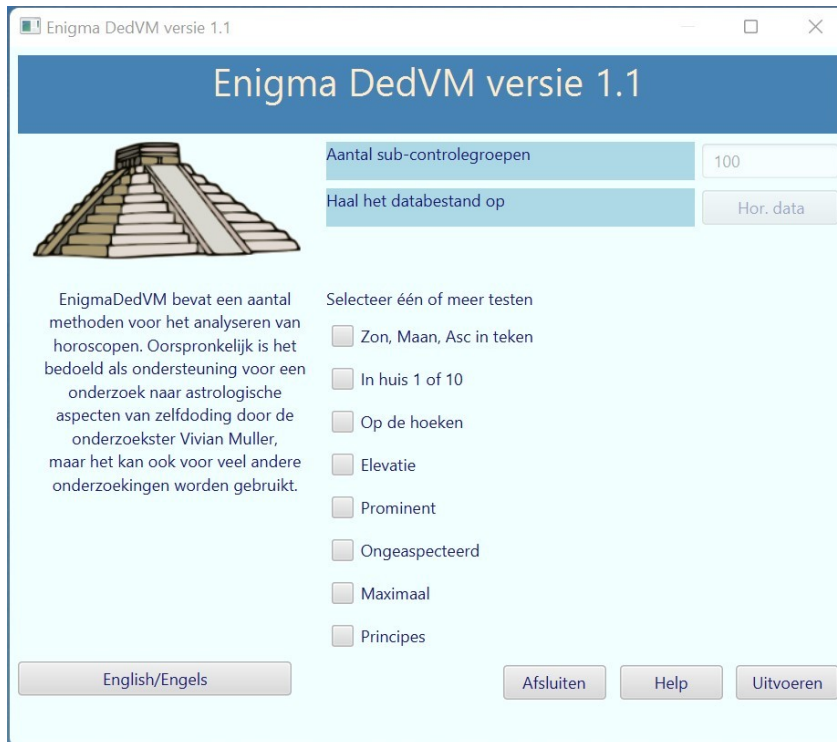 Enigma DedVM versie 1.1
Enigma DedVM versie 1.1
Aantal sub-controlegroepen
100
Haal het databestand op
Hor. data
EnigmaDedVM bevat een aantal
methoden voor het analyseren van
horoscopen. Oorspronkelijk is het
bedoeld als ondersteuning voor een
onderzoek naar astrologische
aspecten van zelfdoding door de
onderzoekster Vivian Muller,
maar het kan ook voor veel andere
onderzoekingen worden gebruikt.
Selecteer één of meer testen
Zon, Maan, Asc in teken
In huis 1 of 10
Op de hoeken
Elevatie
Prominent
Ongeaspecteerd
Maximaal
Principes
English/Engels
Afsluiten
Help
Uitvoeren